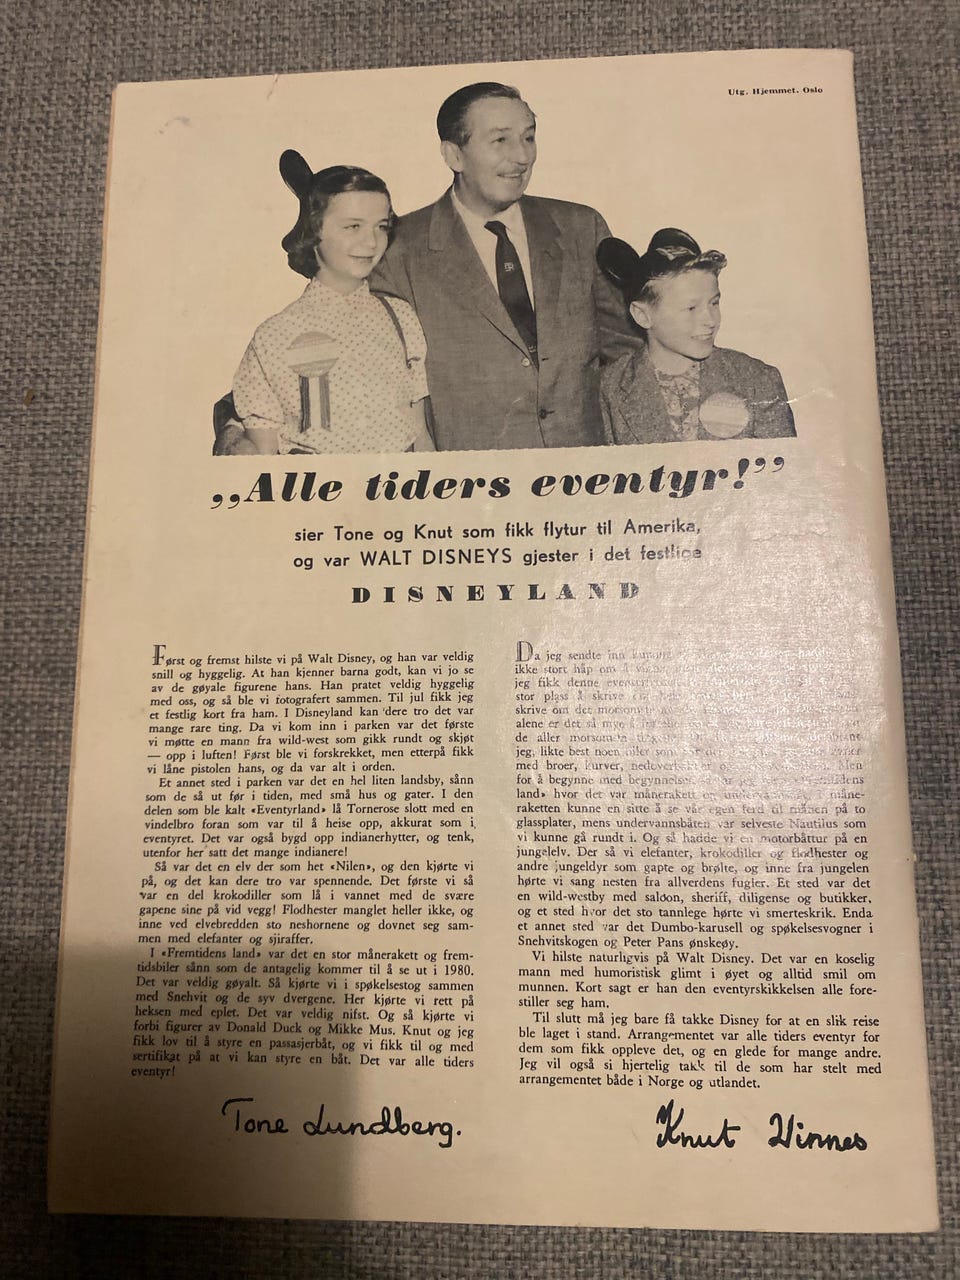 Utg. Hjemmet. Oslo
„Alle tiders eventyr!”
sier Tone og Knut som fikk flytur til Amerika,
og var WALT DISNEYS gjester i det festlige
DISNEYLAND
Først og fremst hilste vi på Walt Disney, og han var veldig
snill og hyggelig. At han kjenner barna godt, kan vi jo se
av de gøyale figurene hans. Han pratet veldig hyggelig
med oss, og så ble vi fotografert sammen. Til jul fikk jeg
et festlig kort fra ham. I Disneyland kan dere tro det var
mange rare ting. Da vi kom inn i parken var det første
vi møtte en mann fra wild-west som gikk rundt og skjøt
— opp i luften! Først ble vi forskrekket, men etterpå fikk
vi låne pistolen hans, og da var alt i orden.
Et annet sted i parken var det en hel liten landsby, sånn
som de så ut før i tiden, med små hus og gater. I den
delen som ble kalt «Eventyrland» lå Tornerose slott med en
vindelbro foran som var til å heise opp, akkurat som i
eventyret. Det var også bygd opp indianerhytter, og tenk,
utenfor her satt det mange indianere!
Så var det en elv der som het «Nilen», og den kjørte vi
på, og det kan dere tro var spennende. Det første vi så
var en del krokodiller som lå i vannet med de svære
gapene sine på vid vegg! Flodhester manglet heller ikke, og
inne ved elvebredden sto neshornene og dovnet seg sam-
men med elefanter og sjiraffer.
I «Fremtidens land» var det en stor månerakett og frem-
tidsbiler sånn som de antagelig kommer til å se ut i 1980.
Det var veldig gøyalt. Så kjørte vi i spøkelsestog sammen
med Snehvit og de syv dvergene. Her kjørte vi rett på
heksen med eplet. Det var veldig nifst. Og så kjørte vi
forbi figurer av Donald Duck og Mikke Mus. Knut og jeg
fikk lov til å styre en passasjerbåt, og vi fikk til og med
sertifikat på at vi kan styre en båt. Det var alle tiders
eventyr!
Tone Lundberg.
Da jeg sendte inn
ikke stort håp om å
jeg fikk denne
stor plass å skrive
skrive om det morsomste
alene er det så mye å
de aller morsomste
jeg, likte best noen
med broer, kurver, Men
for å begynne med begynnelsen
land» hvor det var månerakett og I måne-
raketten kunne en sitte å se vår egen ferd til månen på to
glassplater, mens undervannsbåten var selveste Nautilus som
vi kunne gå rundt i. Og så hadde vi en motorbåttur på en
jungelelv. Der så vi elefanter, krokodiller og flodhester og
andre jungeldyr som gapte og brølte, og inne fra jungelen
hørte vi sang nesten fra allverdens fugler. Et sted var det
en wild-westby med saloon, sheriff, diligense og butikker,
og et sted hvor det sto tannlege hørte vi smerteskrik. Enda
et annet sted var det Dumbo-karusell og spøkelsesvogner i
Snehvitskogen og Peter Pans ønskeøy.
Vi hilste naturligvis på Walt Disney. Det var en koselig
mann med humoristisk glimt i øyet og alltid smil om
munnen. Kort sagt er han den eventyrskikkelsen alle fore-
stiller seg ham.
Til slutt må jeg bare få takke Disney for at en slik reise
ble laget i stand. Arrangementet var alle tiders eventyr for
dem som fikk oppleve det, og en glede for mange andre.
Jeg vil også si hjertelig takk til de som har stelt med
arrangementet både i Norge og utlandet.
Knut Vinnes